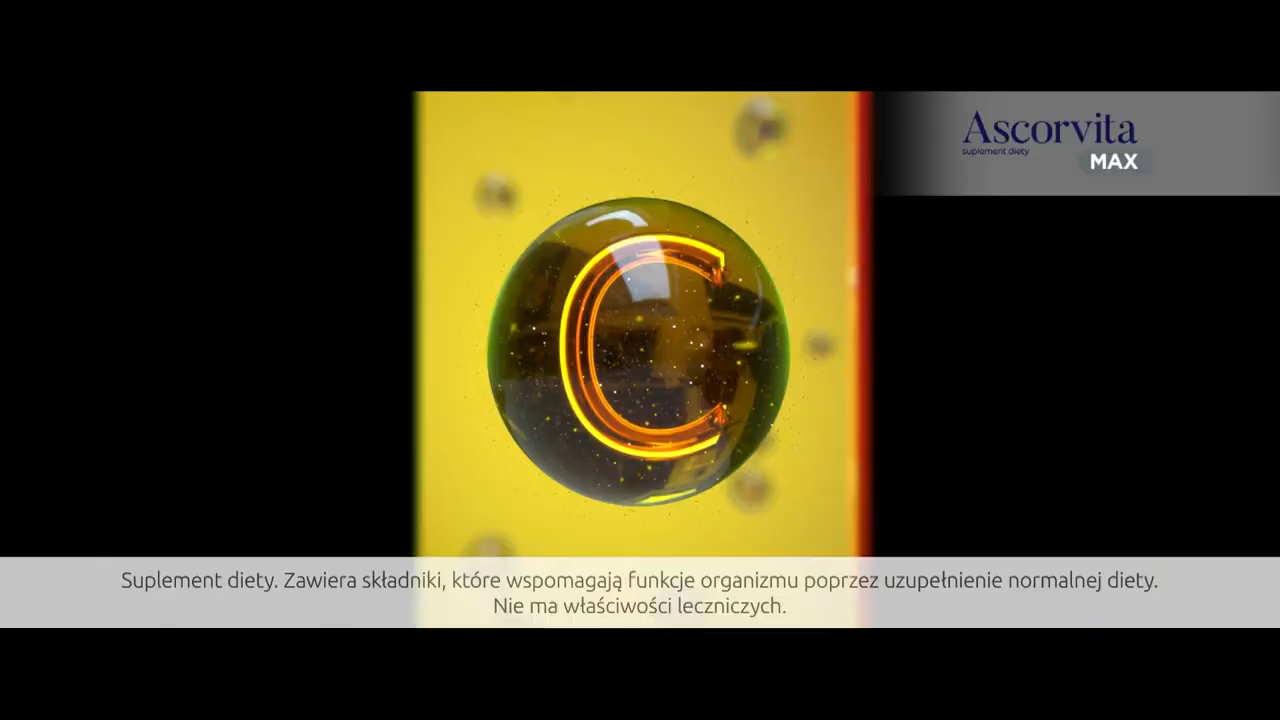 Ascorvita
suplement diety
MAX
C
Suplement diety. Zawiera składniki, które wspomagają funkcje organizmu poprzez uzupełnienie normalnej diety.
Nie ma właściwości leczniczych.